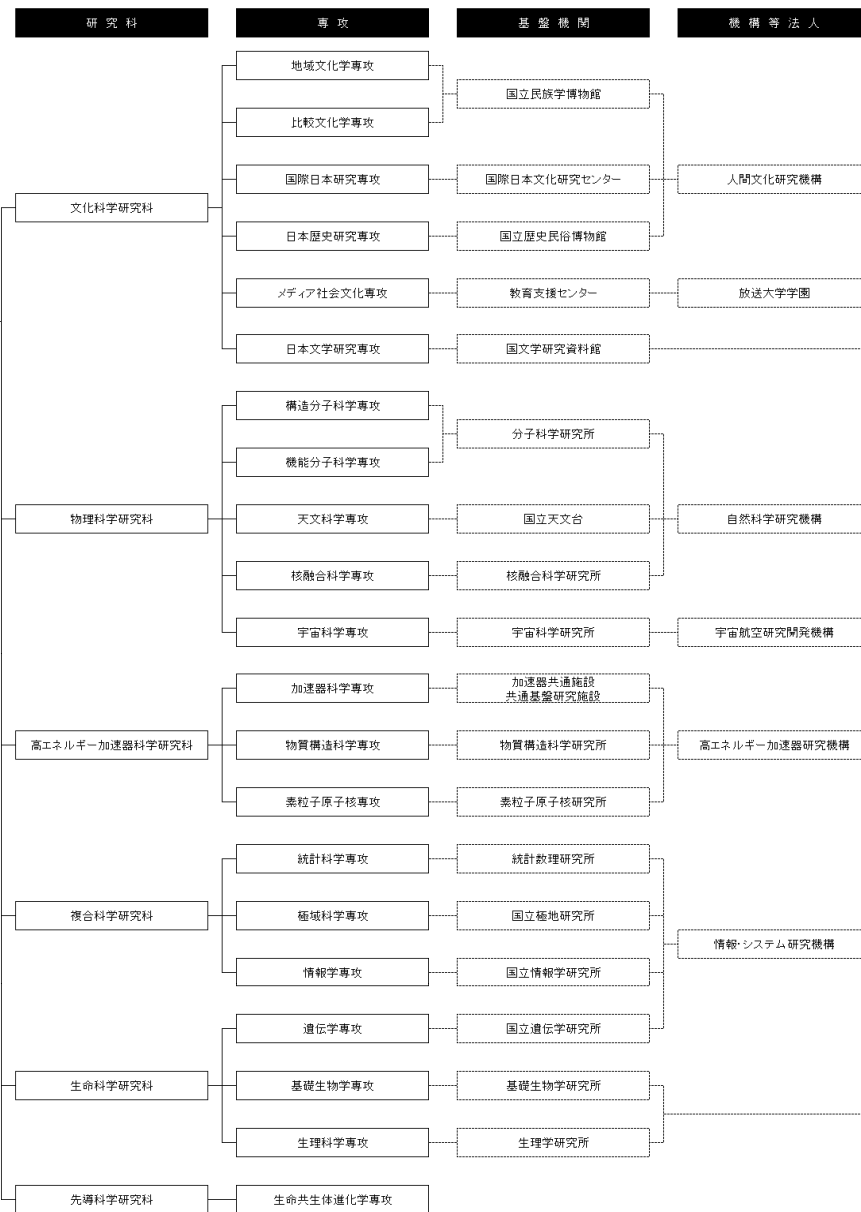 研究科
専攻
基盤機関
機構等法人
地域文化学専攻
国立民族学博物館
比較文化学専攻
国際日本研究専攻
国際日本文化研究センター
人間文化研究機構
文化科学研究科
日本歴史研究専攻
国立歴史民俗博物館
メディア社会文化専攻
教育支援センター
放送大学学園
日本文学研究専攻
国文学研究資料館
構造分子科学専攻
分子科学研究所
機能分子科学専攻
物理科学研究科
天文科学専攻
国立天文台
自然科学研究機構
核融合科学専攻
核融合科学研究所
宇宙科学専攻
宇宙科学研究所
宇宙航空研究開発機構
加速器科学専攻
加速器共通施設
共通基盤研究施設
高エネルギー加速器科学研究科
物質構造科学専攻
物質構造科学研究所
高エネルギー加速器研究機構
素粒子原子核専攻
素粒子原子核研究所
統計科学専攻
統計数理研究所
複合科学研究科
極域科学専攻
国立極地研究所
情報・システム研究機構
情報学専攻
国立情報学研究所
遺伝学専攻
国立遺伝学研究所
生命科学研究科
基礎生物学専攻
基礎生物学研究所
生理科学専攻
生理学研究所
先導科学研究科
生命共生体進化学専攻